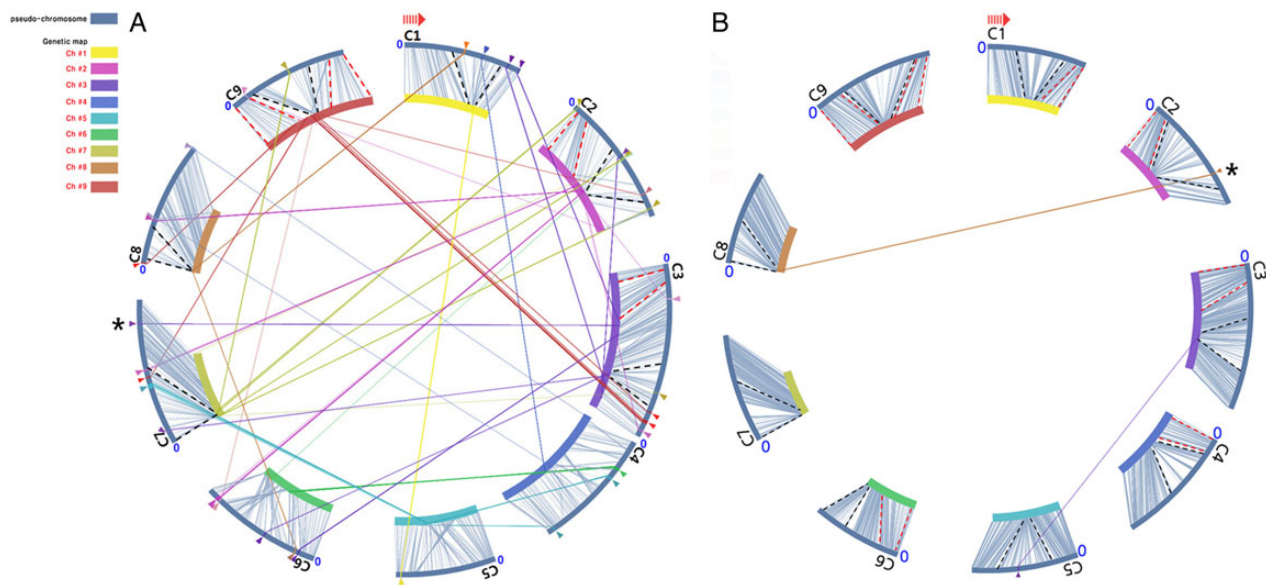 pseudo-chromosome
Genetic map
Ch #1
Ch #2
Ch #3
Ch #4
Ch #5
Ch #6
Ch #7
Ch #8
Ch #9
A
C1
0
C2
0
C3
0
C4
0
C5
0
C6
0
C7
0
C8
0
C9
0
*
B
C1
0
C2
0
C3
0
C4
0
C5
0
C6
0
C7
0
C8
0
C9
0
*